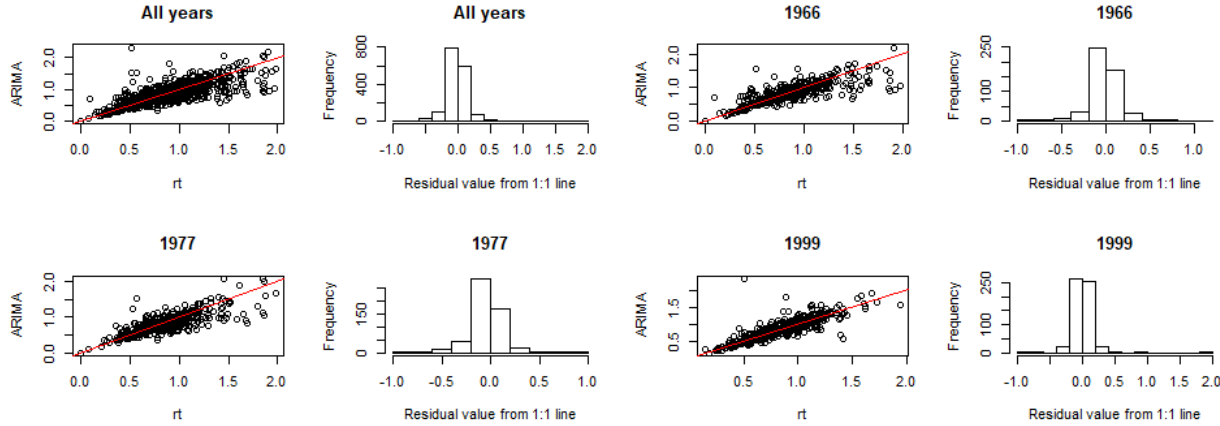 All years
ARIMA
0.0 1.0 2.0
0.0 0.5 1.0 1.5 2.0
rt
All years
Frequency
0 400 800
-1.0 0.0 0.5 1.0 1.5 2.0
Residual value from 1:1 line
1966
ARIMA
0.0 1.0 2.0
0.0 0.5 1.0 1.5 2.0
rt
1966
Frequency
0 100 250
-1.0 -0.5 0.0 0.5 1.0
Residual value from 1:1 line
1977
ARIMA
0.0 1.0 2.0
0.0 0.5 1.0 1.5 2.0
rt
1977
Frequency
0 150
-1.0 -0.5 0.0 0.5 1.0
Residual value from 1:1 line
1999
ARIMA
0.5 1.5
0.5 1.0 1.5 2.0
rt
1999
Frequency
0 100 250
-1.0 0.0 0.5 1.0 1.5 2.0
Residual value from 1:1 line